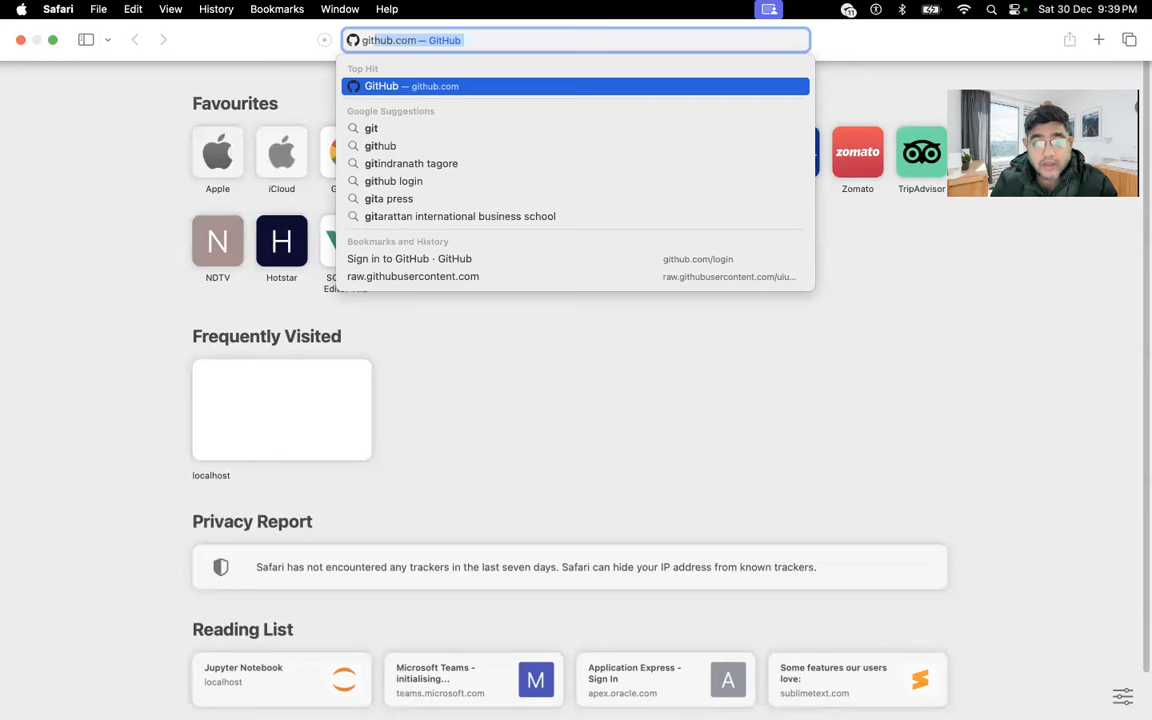 Safari File Edit View History Bookmarks Window Help Sat 30 Dec 9:39 PM
github.com — GitHub
Top Hit
GitHub — github.com
Google Suggestions
git
github
gitindranath tagore
github login
gita press
gitarattan international business school
Bookmarks and History
Sign in to GitHub · GitHub github.com/login
raw.githubusercontent.com raw.githubusercontent.com/uiu...
Favourites
zomato
Apple iCloud Zomato TripAdvisor
N H
NDTV Hotstar
Frequently Visited
localhost
Privacy Report
Safari has not encountered any trackers in the last seven days. Safari can hide your IP address from known trackers.
Reading List
Jupyter Notebook
localhost
Microsoft Teams -
initialising...
teams.microsoft.com
M
Application Express -
Sign In
apex.oracle.com
A
Some features our users
love:
sublimetext.com